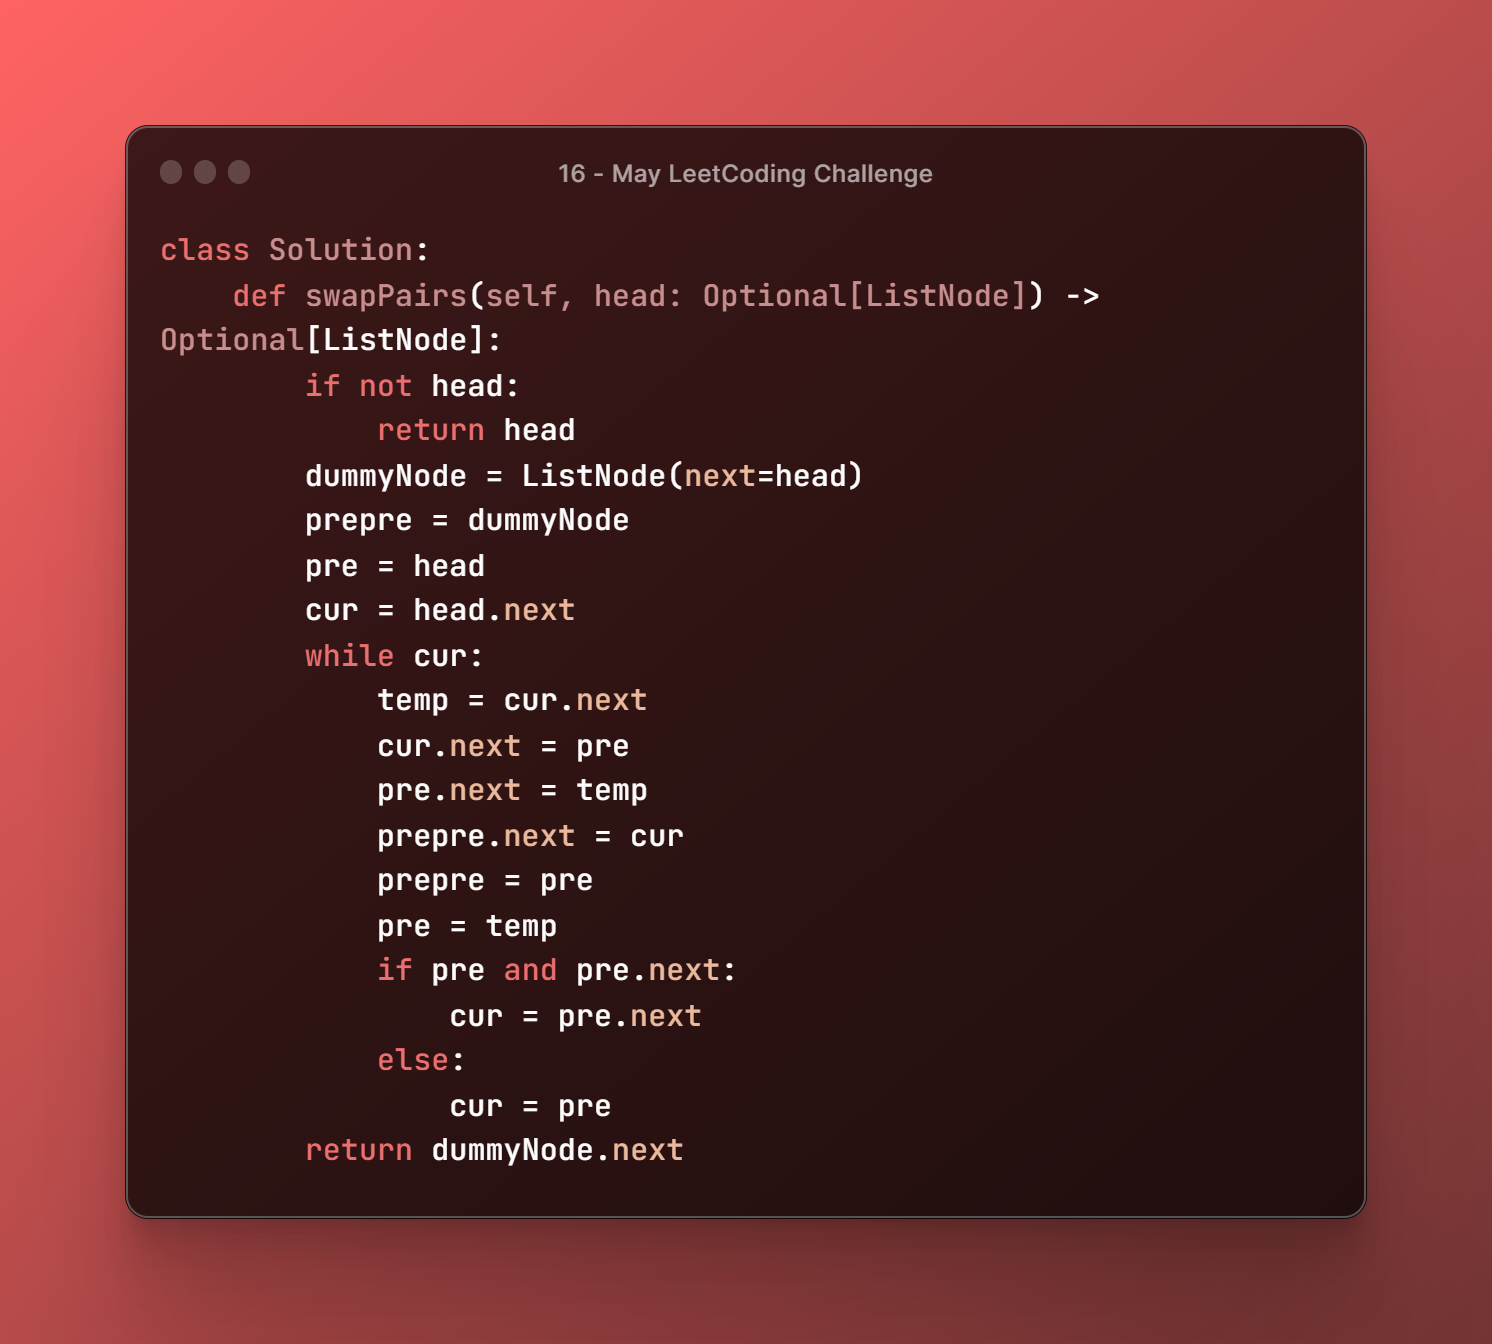 16 - May LeetCoding Challenge
class Solution:
    def swapPairs(self, head: Optional[ListNode]) ->
Optional[ListNode]:
        if not head:
            return head
        dummyNode = ListNode(next=head)
        prepre = dummyNode
        pre = head
        cur = head.next
        while cur:
            temp = cur.next
            cur.next = pre
            pre.next = temp
            prepre.next = cur
            prepre = pre
            pre = temp
            if pre and pre.next:
                cur = pre.next
            else:
                cur = pre
        return dummyNode.next